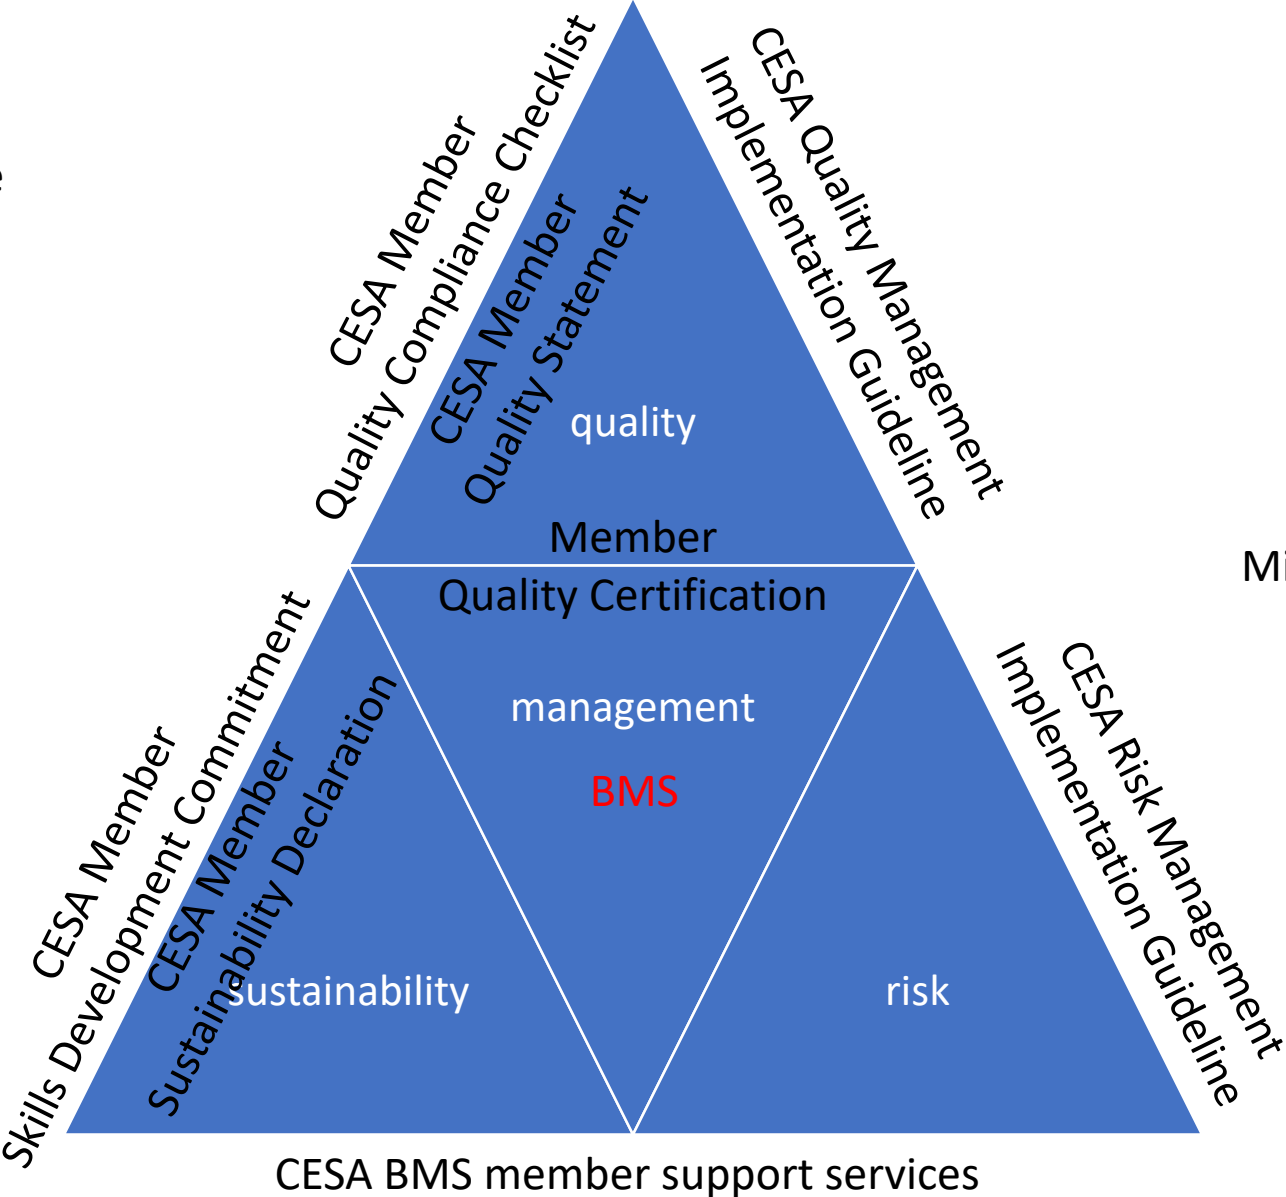 CESA Member
Quality Compliance Checklist
CESA Quality Management
Implementation Guideline
CESA Member
Quality Statement
quality
Member
Quality Certification
management
BMS
CESA Member
Skills Development Commitment
CESA Member
Sustainability Declaration
sustainability
risk
CESA Risk Management
Implementation Guideline
CESA BMS member support services